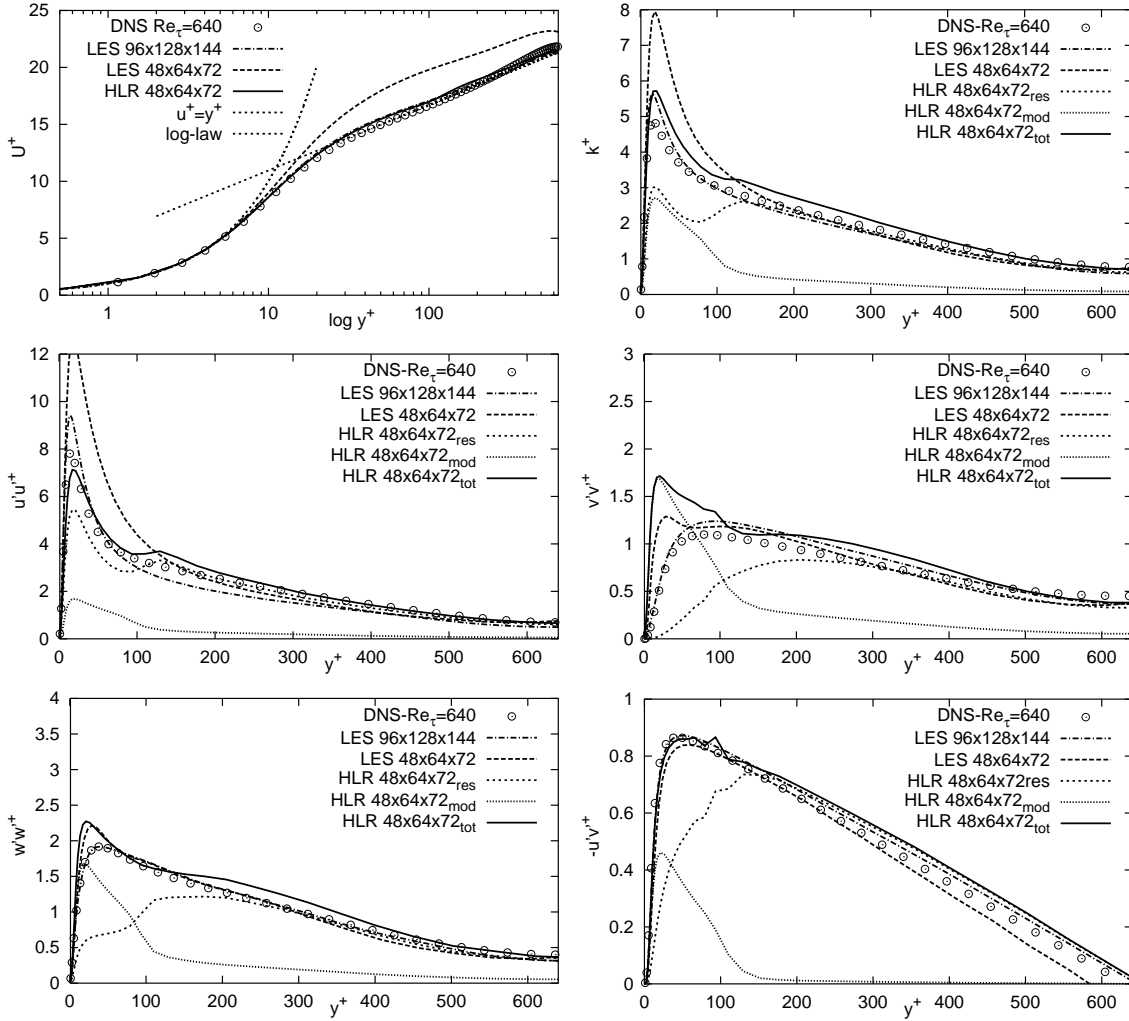 U⁺
25
20
15
10
5
0
DNS Reτ=640
LES 96x128x144
LES 48x64x72
HLR 48x64x72
u⁺=y⁺
log-law
1 10 100
log y⁺
k⁺
8
7
6
5
4
3
2
1
0
DNS-Reτ=640
LES 96x128x144
LES 48x64x72
HLR 48x64x72res
HLR 48x64x72mod
HLR 48x64x72tot
0 100 200 300 400 500 600
y⁺
u'u'⁺
12
10
8
6
4
2
0
DNS-Reτ=640
LES 96x128x144
LES 48x64x72
HLR 48x64x72res
HLR 48x64x72mod
HLR 48x64x72tot
0 100 200 300 400 500 600
y⁺
v'v'⁺
3
2.5
2
1.5
1
0.5
0
DNS-Reτ=640
LES 96x128x144
LES 48x64x72
HLR 48x64x72res
HLR 48x64x72mod
HLR 48x64x72tot
0 100 200 300 400 500 600
y⁺
w'w'⁺
4
3.5
3
2.5
2
1.5
1
0.5
0
DNS-Reτ=640
LES 96x128x144
LES 48x64x72
HLR 48x64x72res
HLR 48x64x72mod
HLR 48x64x72tot
0 100 200 300 400 500 600
y⁺
-u'v'⁺
1
0.8
0.6
0.4
0.2
0
DNS-Reτ=640
LES 96x128x144
LES 48x64x72
HLR 48x64x72res
HLR 48x64x72mod
HLR 48x64x72tot
0 100 200 300 400 500 600
y⁺